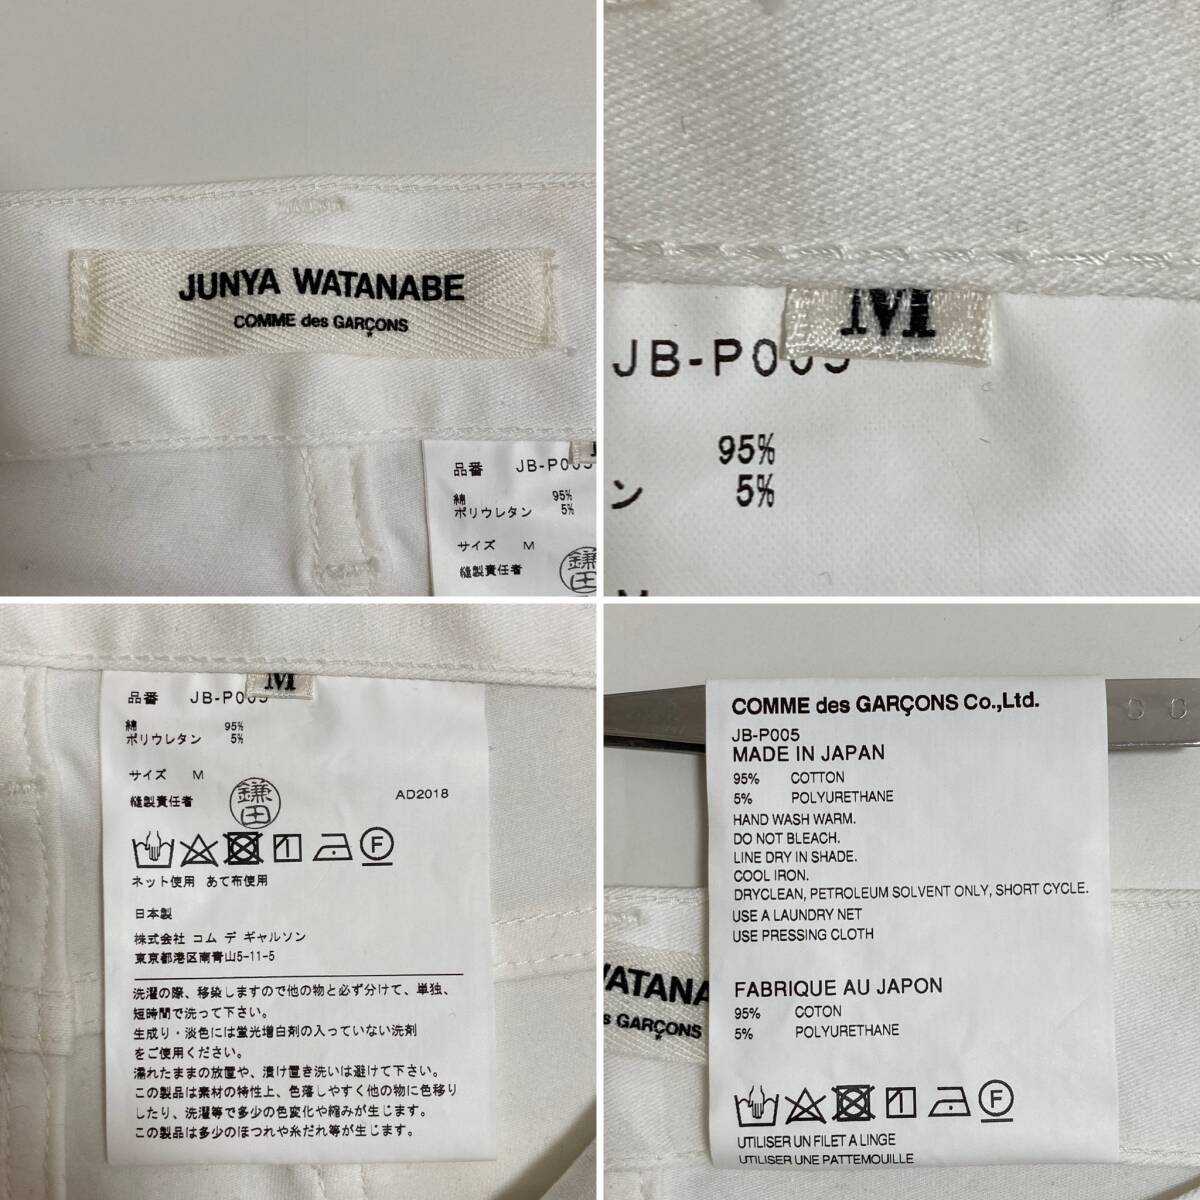 JUNYA WATANABE
COMME des GARÇONS
品番 JB-P005
綿 95%
ポリウレタン 5%
サイズ M
縫製責任者 鎌田
M
JB-P005
95%
ン 5%
M
品番 JB-P005
綿 95%
ポリウレタン 5%
サイズ M
縫製責任者 鎌田 AD2018
F
ネット使用 あて布使用
日本製
株式会社 コム デ ギャルソン
東京都港区南青山5-11-5
洗濯の際、移染しますので他の物と必ず分けて、単独、
短時間で洗って下さい。
生成り・淡色には蛍光増白剤の入っていない洗剤
をご使用ください。
濡れたままの放置や、漬け置き洗いは避けて下さい。
この製品は素材の特性上、色落ちしやすく他の物に色移り
したり、洗濯等で多少の色変化や縮みが生じます。
この製品は多少のほつれや糸だれ等が生じます。
COMME des GARÇONS Co.,Ltd.
JB-P005
MADE IN JAPAN
95% COTTON
5% POLYURETHANE
HAND WASH WARM.
DO NOT BLEACH.
LINE DRY IN SHADE.
COOL IRON.
DRYCLEAN, PETROLEUM SOLVENT ONLY, SHORT CYCLE.
USE A LAUNDRY NET
USE PRESSING CLOTH
WATANA
s GARÇONS
FABRIQUE AU JAPON
95% COTON
5% POLYURETHANE
F
UTILISER UN FILET A LINGE
UTILISER UNE PATTEMOUILLE